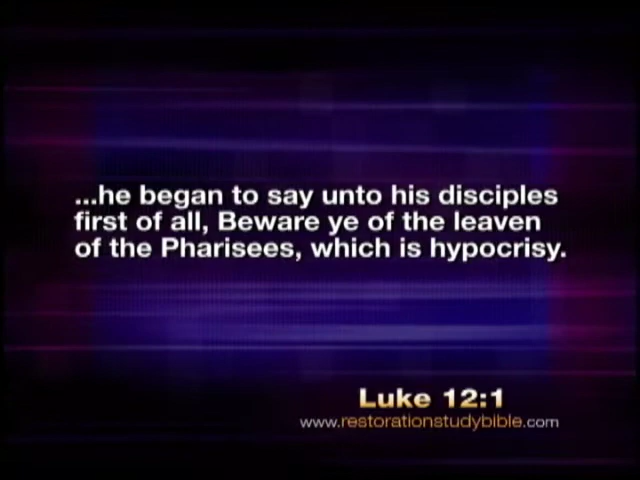 ...he began to say unto his disciples
first of all, Beware ye of the leaven
of the Pharisees, which is hypocrisy.
Luke 12:1
www.restorationstudybible.com